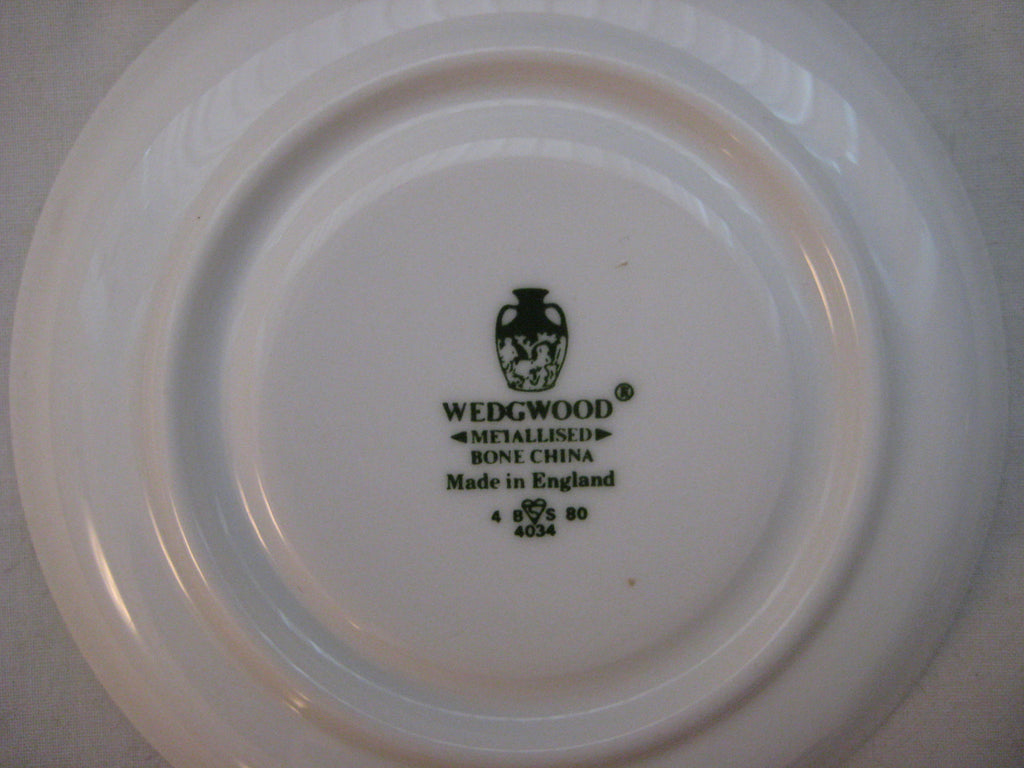 WEDGWOOD®
METALLISED
BONE CHINA
Made in England
4 B S 80
4034